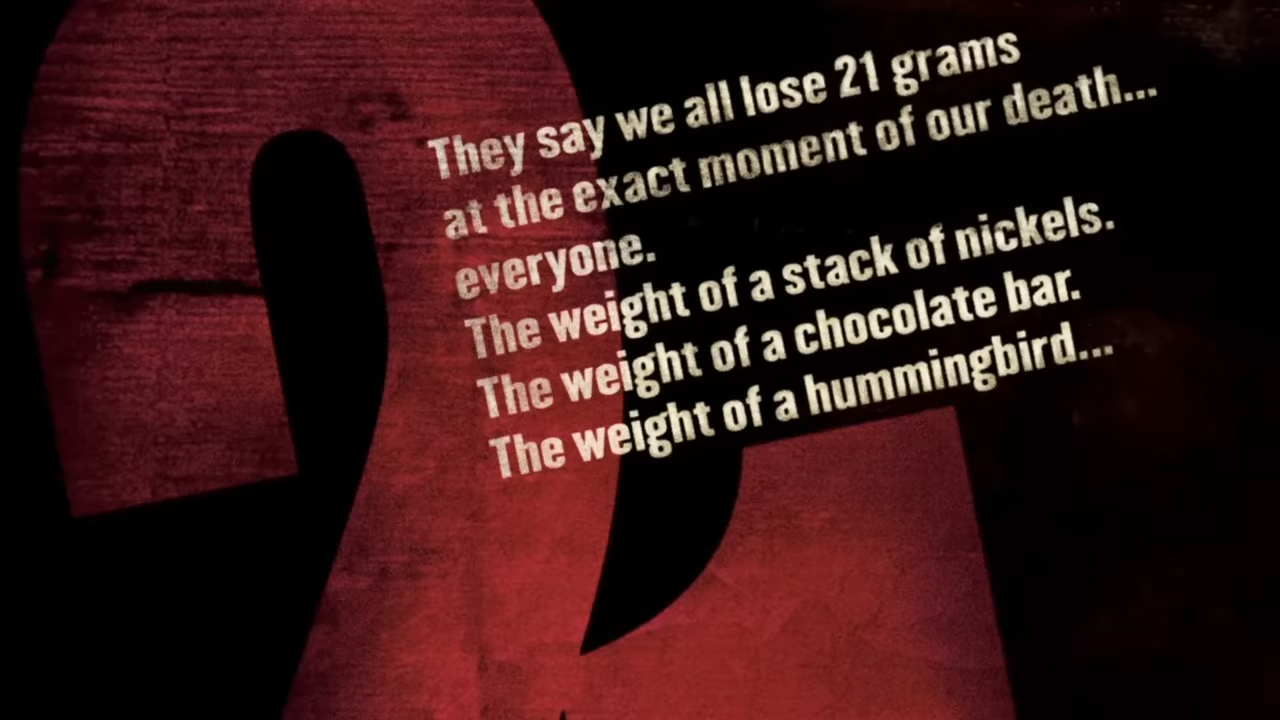 They say we all lose 21 grams
at the exact moment of our death...
everyone.
The weight of a stack of nickels.
The weight of a chocolate bar.
The weight of a hummingbird...